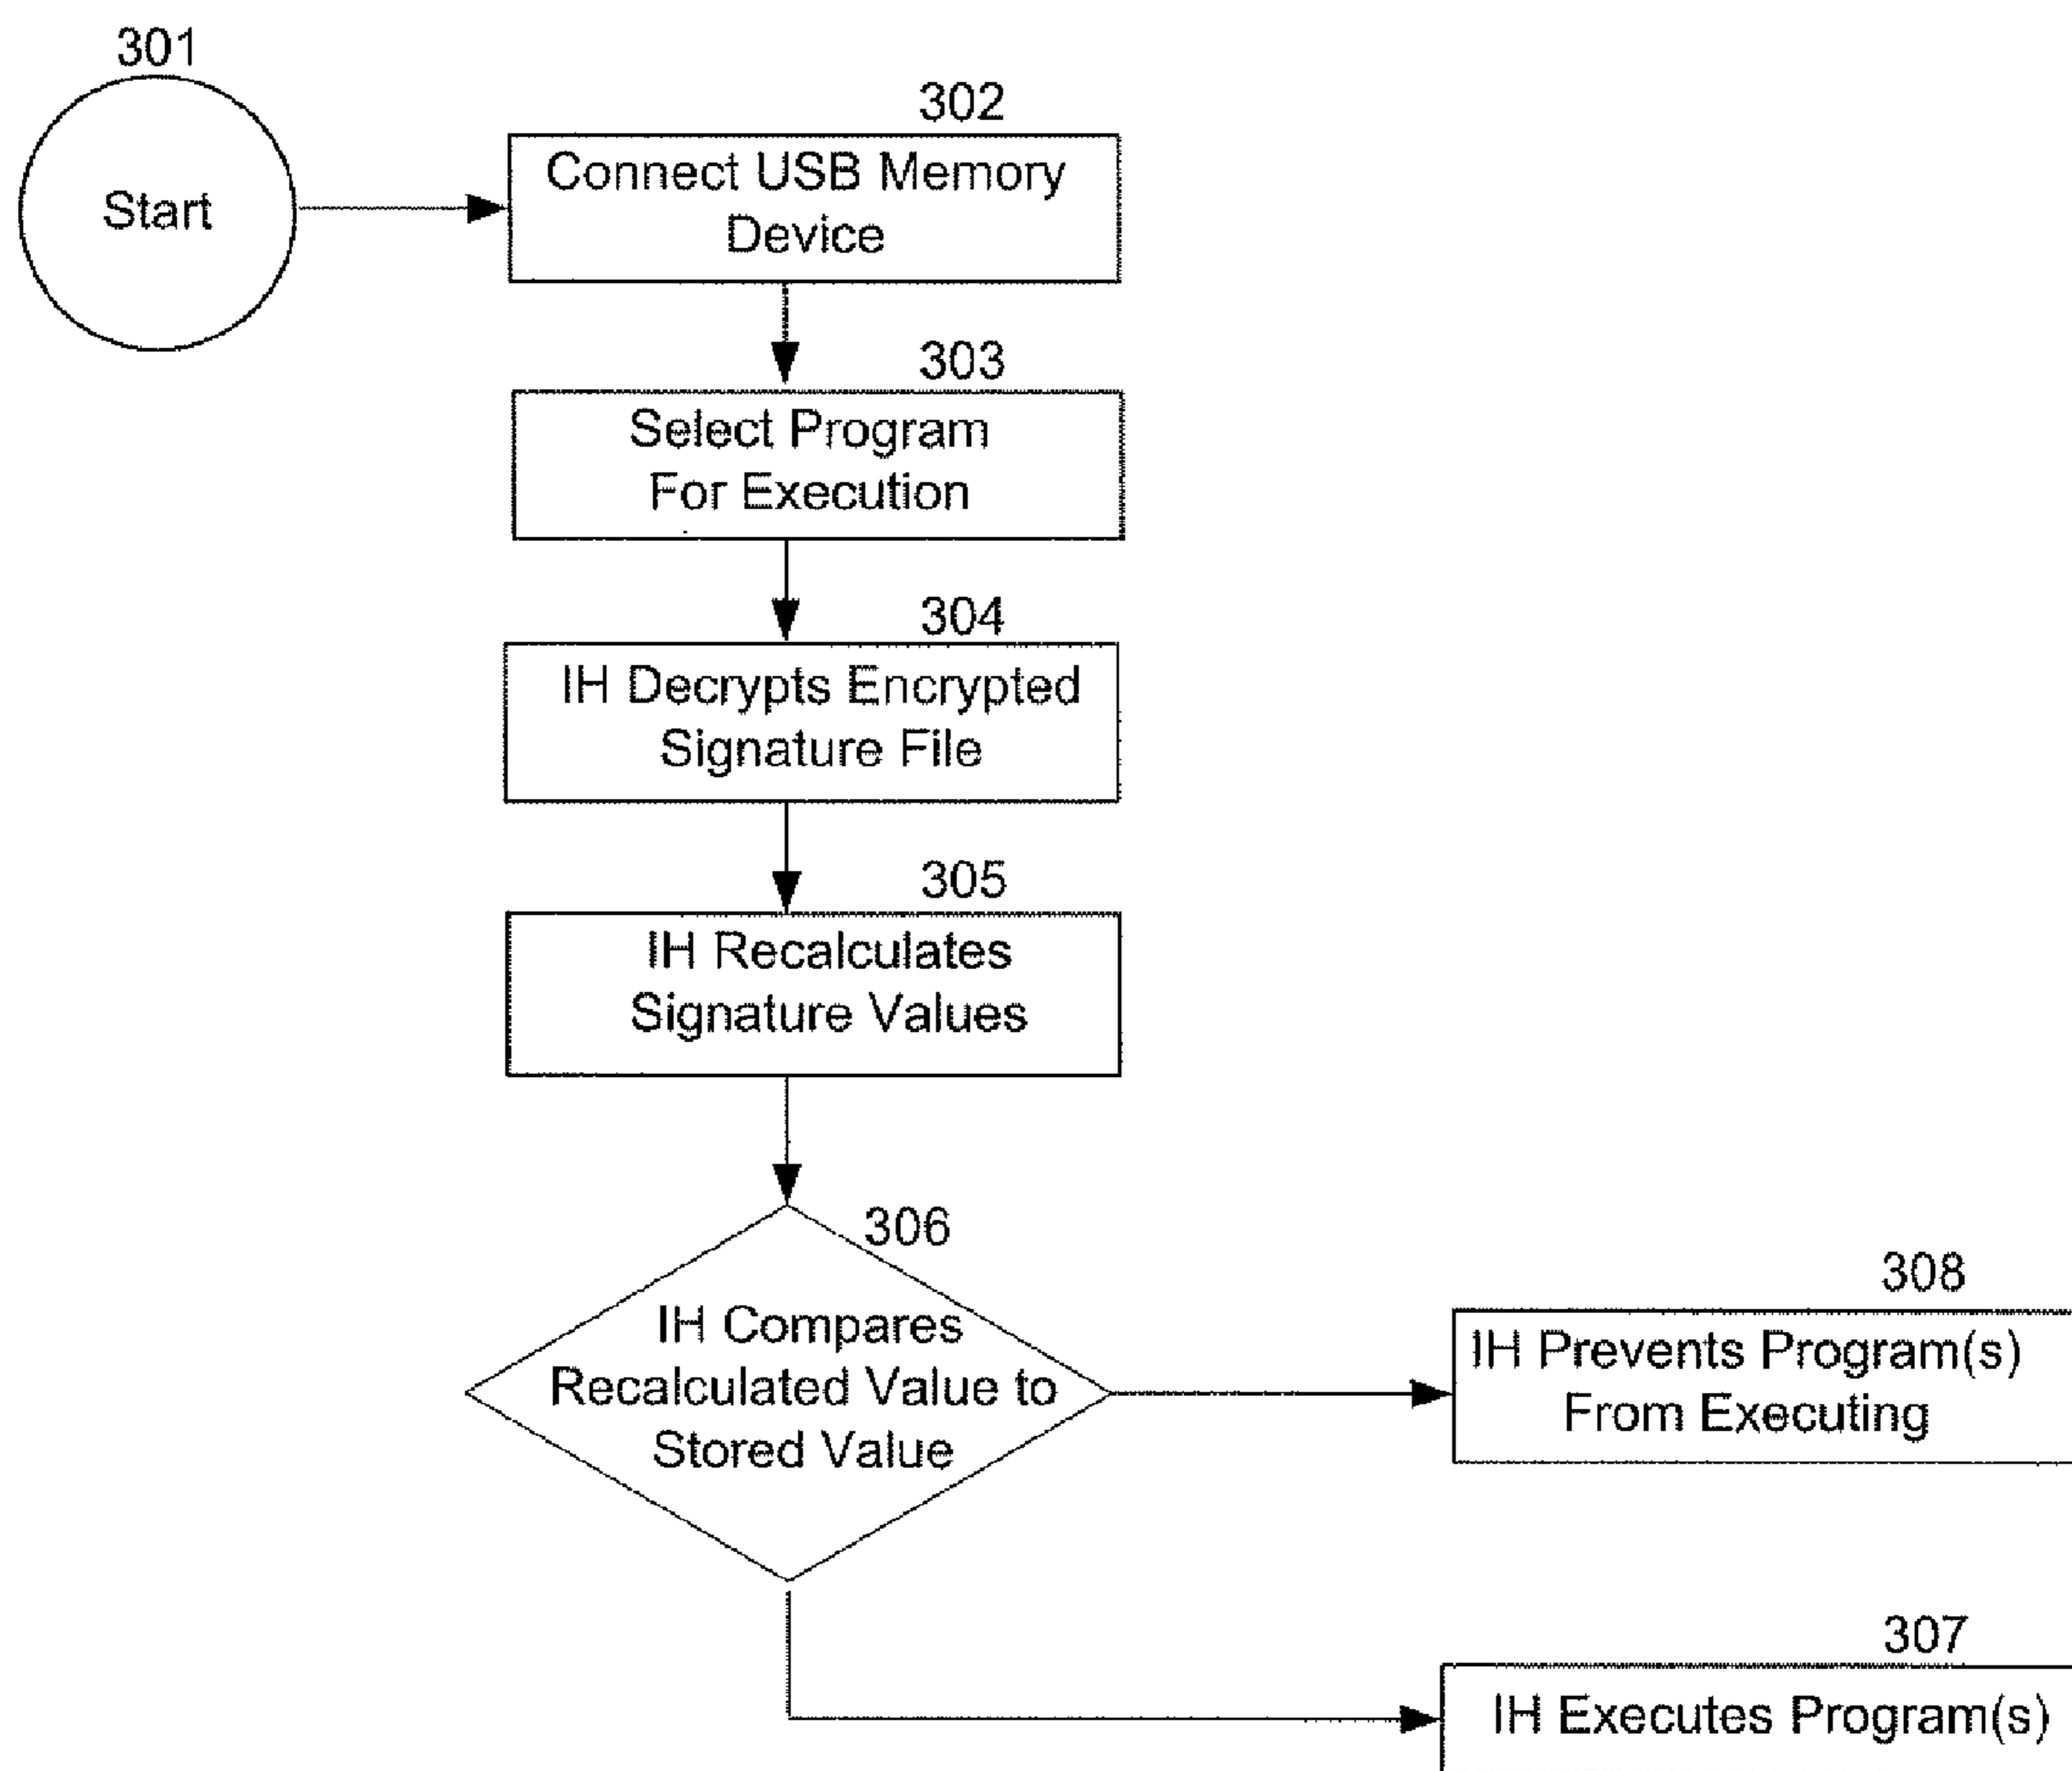 301
Start
302
Connect USB Memory
Device
303
Select Program
For Execution
304
IH Decrypts Encrypted
Signature File
305
IH Recalculates
Signature Values
306
IH Compares
Recalculated Value to
Stored Value
308
IH Prevents Program(s)
From Executing
307
IH Executes Program(s)